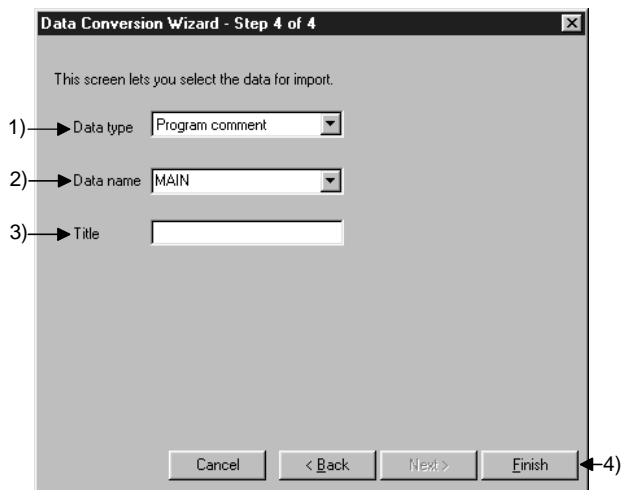 Data Conversion Wizard - Step 4 of 4
This screen lets you select the data for import.
1) Data type Program comment
2) Data name MAIN
3) Title
Cancel < Back Next > Finish 4)